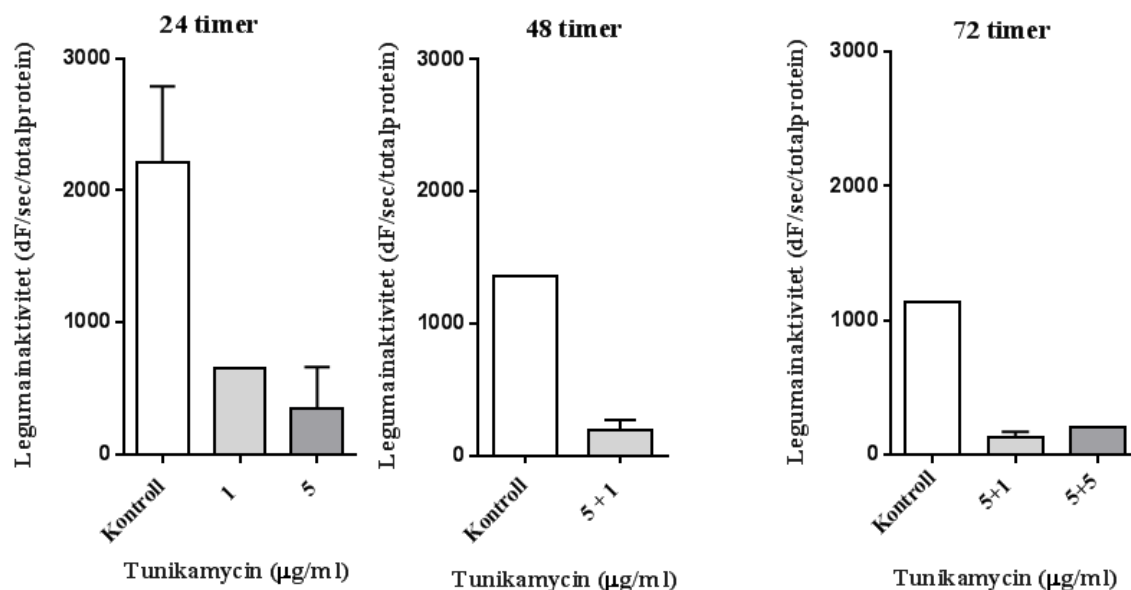 24 timer
Legumainaktivitet (dF/sec/totalprotein)
3000
2000
1000
0
Kontroll
1
5
Tunikamycin (μg/ml)
48 timer
Legumainaktivitet (dF/sec/totalprotein)
3000
2000
1000
0
Kontroll
5 + 1
Tunikamycin (μg/ml)
72 timer
Legumainaktivitet (dF/sec/totalprotein)
3000
2000
1000
0
Kontroll
5+1
5+5
Tunikamycin (μg/ml)